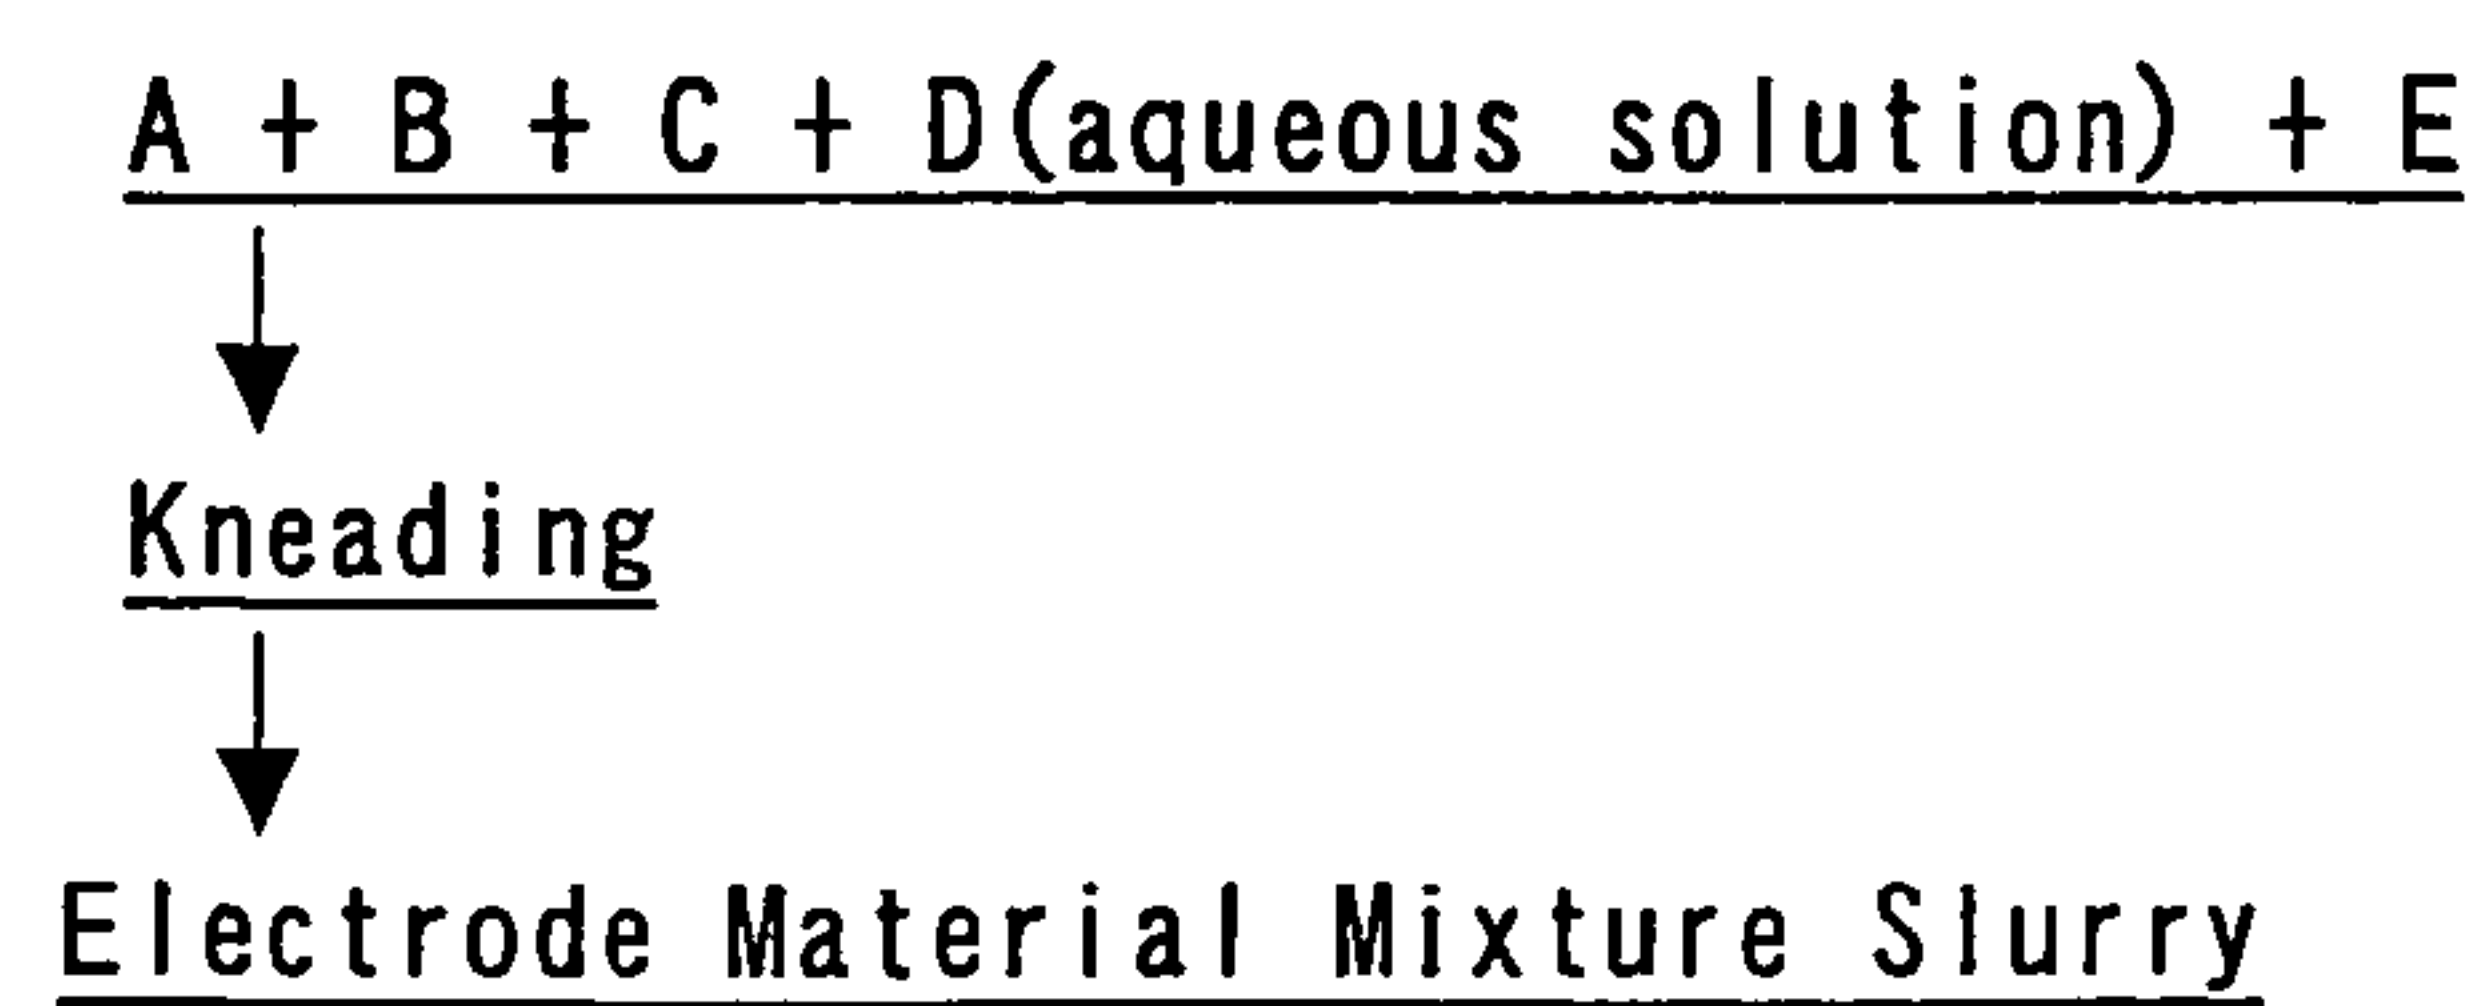 A + B + C + D(aqueous solution) + E
Kneading
Electrode Material Mixture Slurry